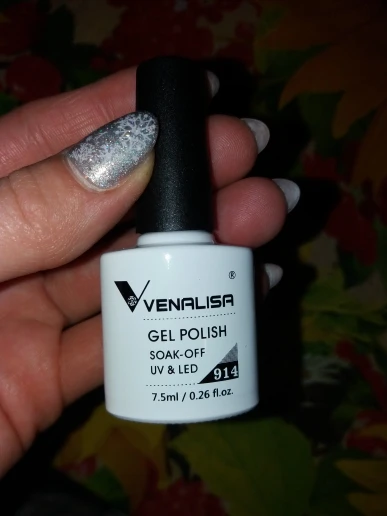 VENALISA ®
GEL POLISH
SOAK-OFF
UV & LED
914
7.5ml / 0.26 fl.oz.